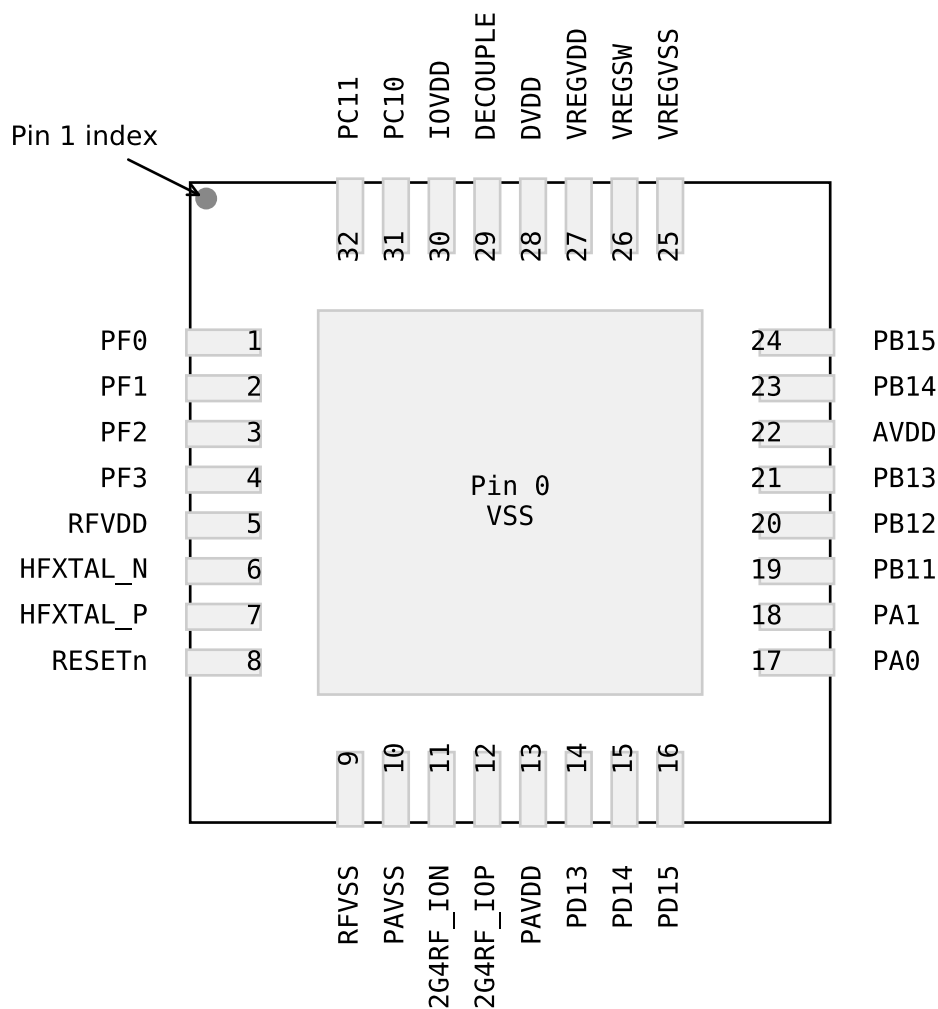 PC11
PC10
IOVDD
DECOUPLE
DVDD
VREGVDD
VREGSW
VREGVSS
Pin 1 index
32
31
30
29
28
27
26
25
PF0 1
PF1 2
PF2 3
PF3 4
RFVDD 5
HFXTAL_N 6
HFXTAL_P 7
RESETn 8
Pin 0
VSS
24 PB15
23 PB14
22 AVDD
21 PB13
20 PB12
19 PB11
18 PA1
17 PA0
9
10
11
12
13
14
15
16
RFVSS
PAVSS
2G4RF_ION
2G4RF_IOP
PAVDD
PD13
PD14
PD15